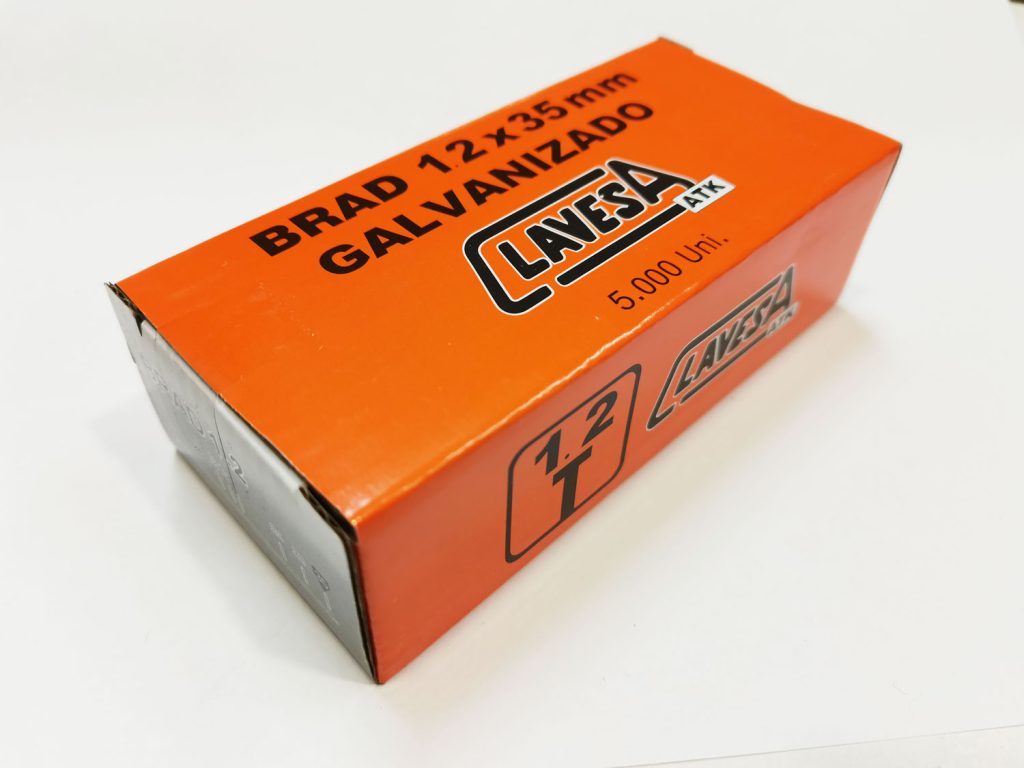 BRAD 1.2 x 35 mm
GALVANIZADO
CLAVESA
ATK
5.000 Uni.
CLAVESA
ATK
1.2
T